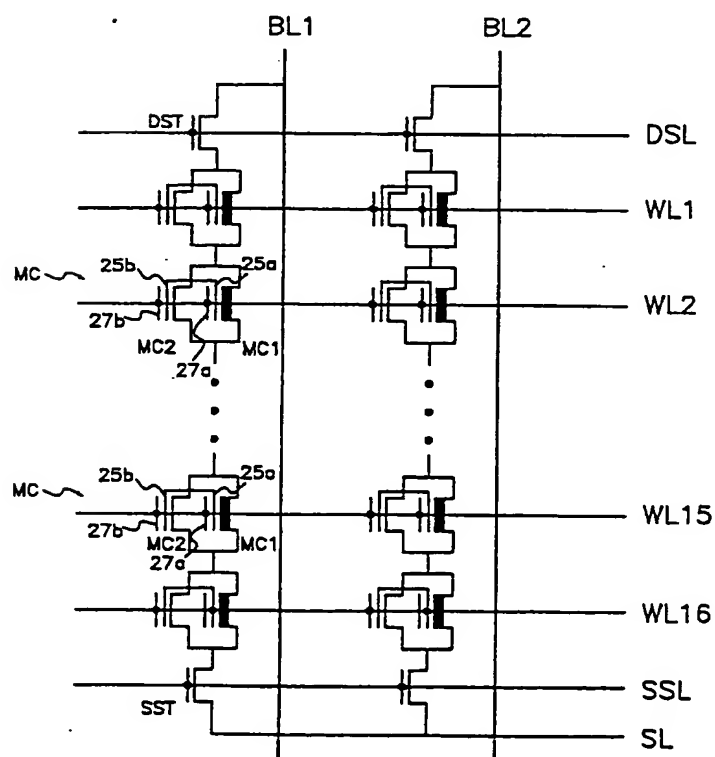 BL1 BL2
DST DSL
WL1
25b 25a
MC WL2
27b MC2 MC1
27a
25b 25a
MC
27b MC2 MC1 WL15
27a
WL16
SST SSL
SL